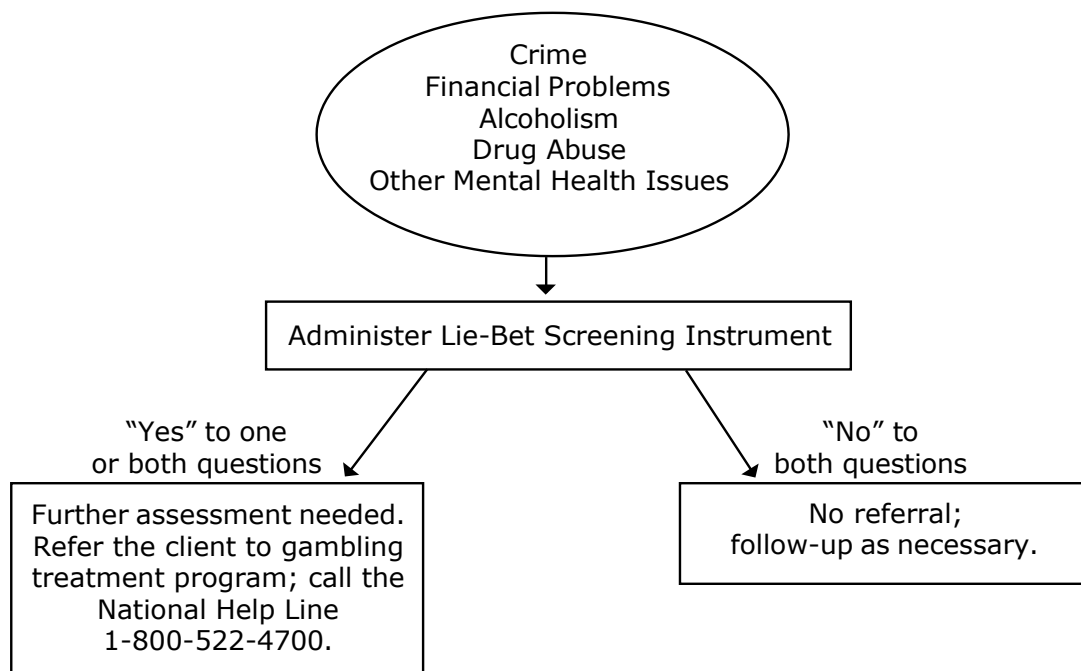 Crime
Financial Problems
Alcoholism
Drug Abuse
Other Mental Health Issues
Administer Lie-Bet Screening Instrument
“Yes” to one
or both questions
“No” to
both questions
Further assessment needed.
Refer the client to gambling
treatment program; call the
National Help Line
1-800-522-4700.
No referral;
follow-up as necessary.